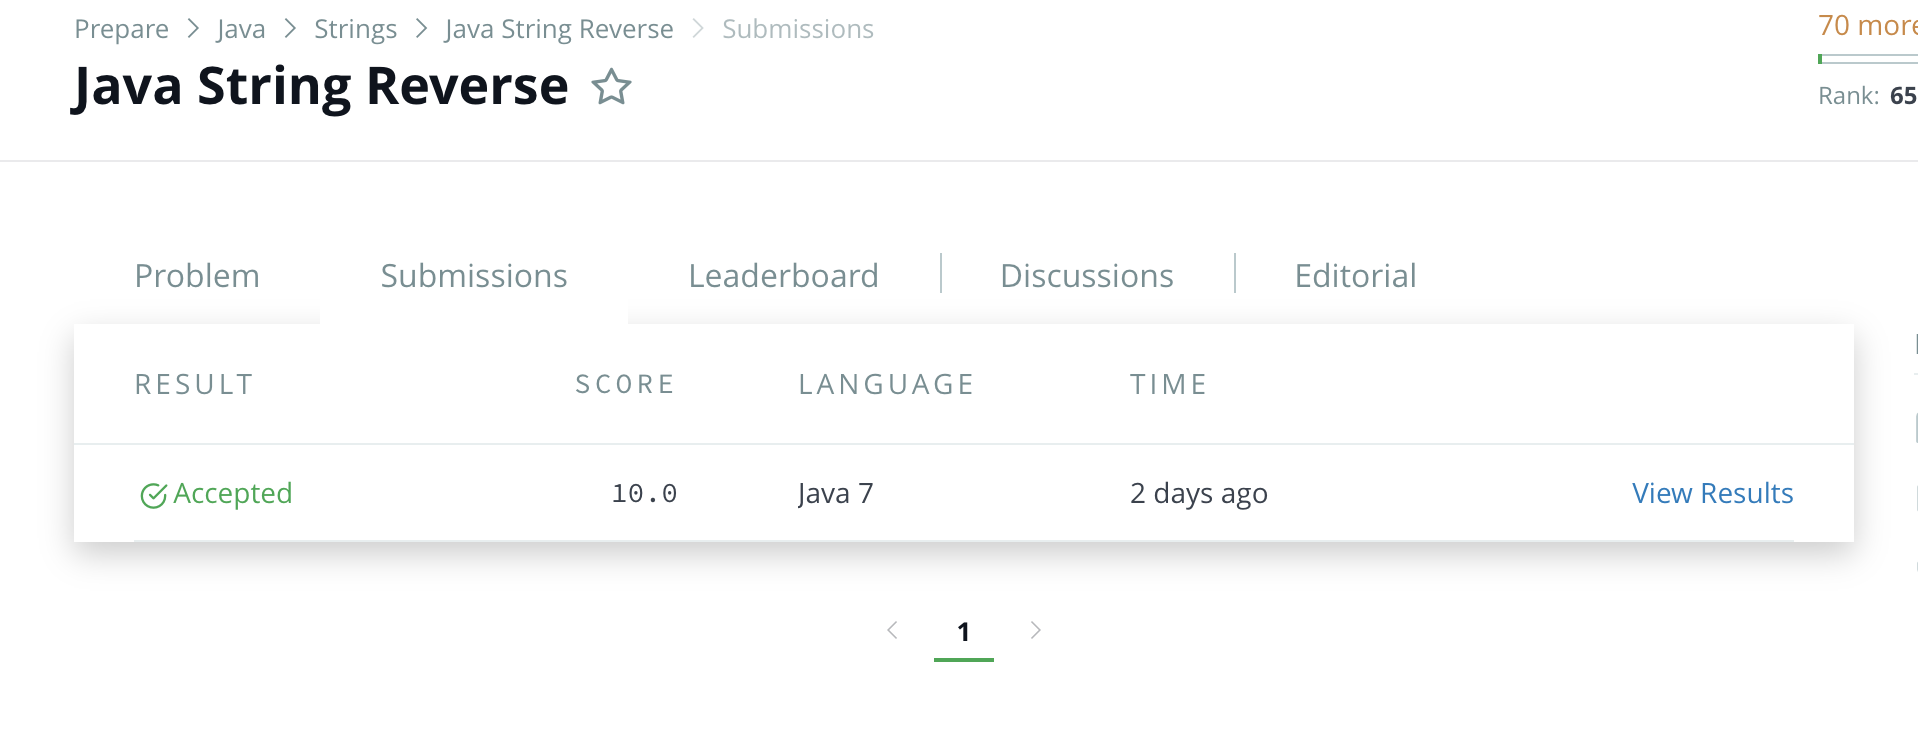 Prepare > Java > Strings > Java String Reverse > Submissions
70 more
Java String Reverse
Rank: 65
Problem Submissions Leaderboard Discussions Editorial
RESULT SCORE LANGUAGE TIME
Accepted 10.0 Java 7 2 days ago View Results
1